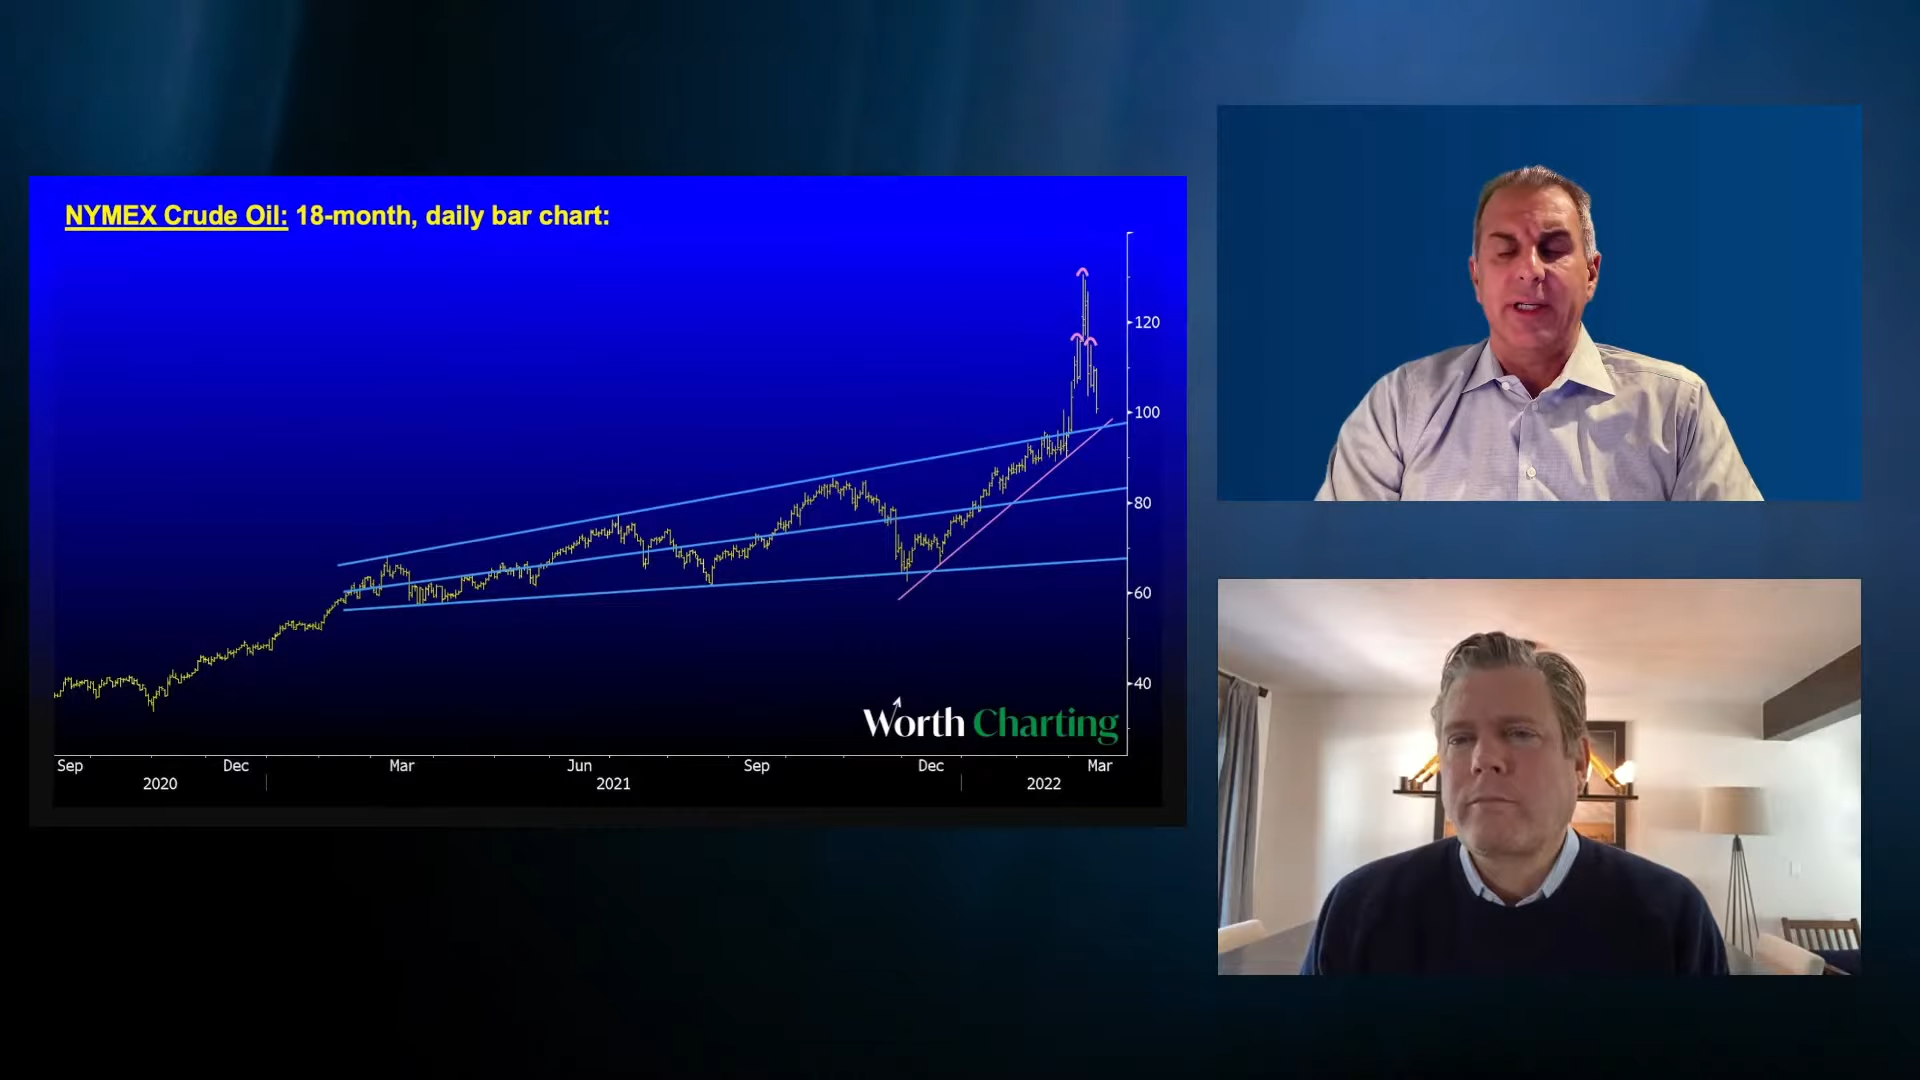 NYMEX Crude Oil: 18-month, daily bar chart:
120
100
80
60
40
Worth Charting
Sep Dec Mar Jun Sep Dec Mar
2020 2021 2022